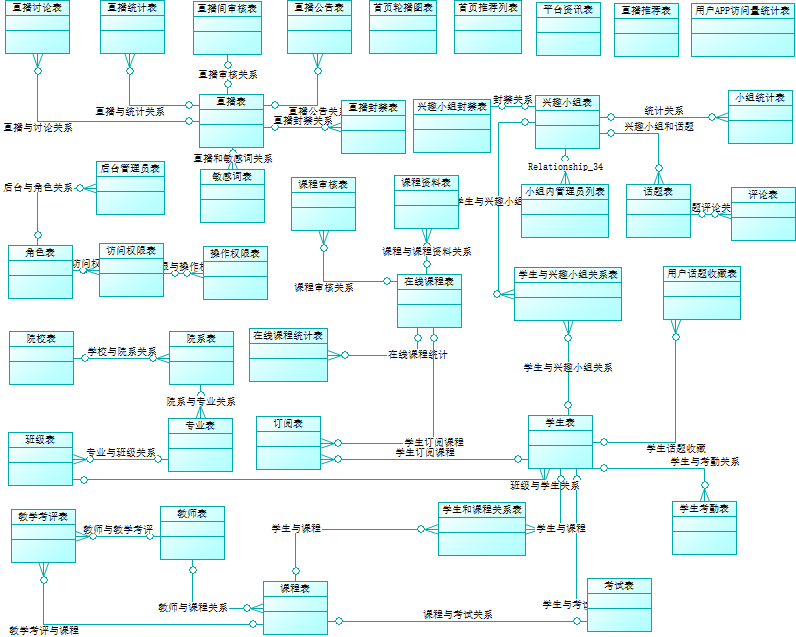 直播讨论表
直播统计表
直播间审核表
直播公告表
首页轮播图表
首页推荐列表
平台资讯表
直播推荐表
用户APP访问量统计表
直播审核关系
直播与统计关系
直播与讨论关系
直播表
直播公告关
直播封禁关系
直播封禁表
兴趣小组封禁表
封禁关系
兴趣小组表
统计关系
小组统计表
兴趣小组和话题
直播和敏感词关系
敏感词表
后台管理员表
后台与角色关系
课程审核表
课程资料表
学生与兴趣小组
Relationship_34
小组内管理员列表
话题表
题评论关
评论表
角色表
访问权
访问权限表
限与操作权
操作权限表
课程与课程资料关系
课程审核关系
在线课程表
学生与兴趣小组关系表
用户话题收藏表
院校表
学校与院系关系
院系表
在线课程统计表
在线课程统计
学生与兴趣小组关系
院系与专业关系
专业表
订阅表
学生订阅课程
学生订阅课程
学生表
学生话题收藏
学生与考勤关系
班级表
专业与班级关系
班级与学生关系
教学考评表
教师与教学考评
教师表
学生与课程
学生和课程关系表
学生与课程
学生考勤表
教师与课程关系
课程表
课程与考试关系
学生与考试
考试表
教学考评与课程